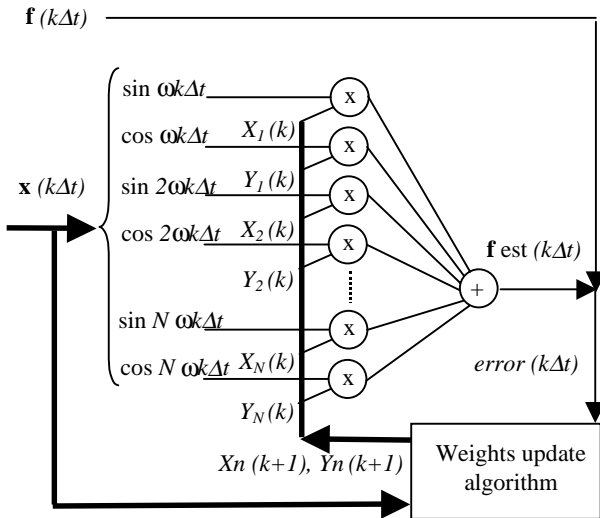 f (kΔt)
sin ωkΔt
x
cos ωkΔt
X1(k)
x
x (kΔt)
sin 2ωkΔt
Y1(k)
x
cos 2ωkΔt
X2(k)
x
f est (kΔt)
Y2(k)
+
sin N ωkΔt
x
cos N ωkΔt
XN(k)
x
error (kΔt)
YN(k)
Xn (k+1), Yn (k+1)
Weights update
algorithm